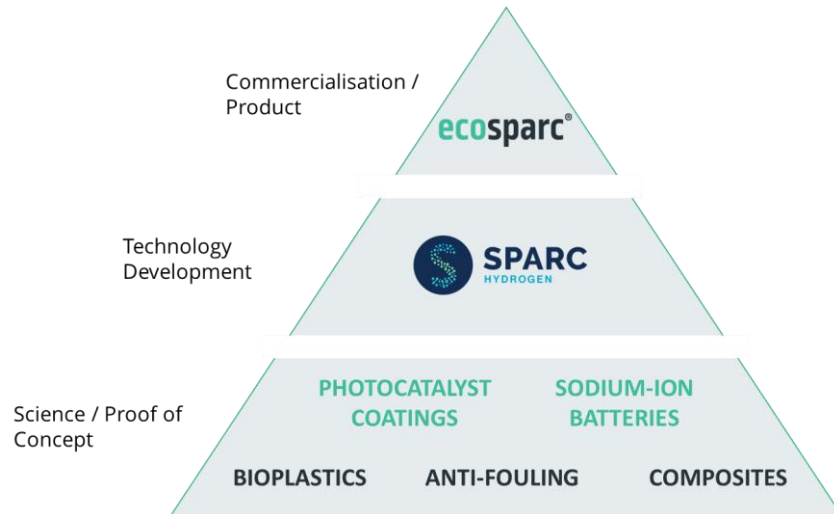 Commercialisation /
Product
ecosparc®
Technology
Development
SPARC
HYDROGEN
PHOTOCATALYST
COATINGS
SODIUM-ION
BATTERIES
Science / Proof of
Concept
BIOPLASTICS
ANTI-FOULING
COMPOSITES